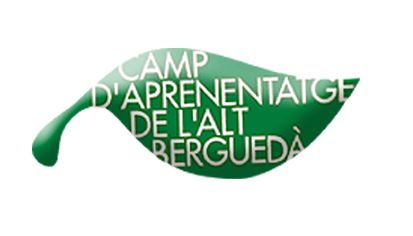 CAMP
D'APRENENTATGE
DE L'ALT
BERGUEDÀ